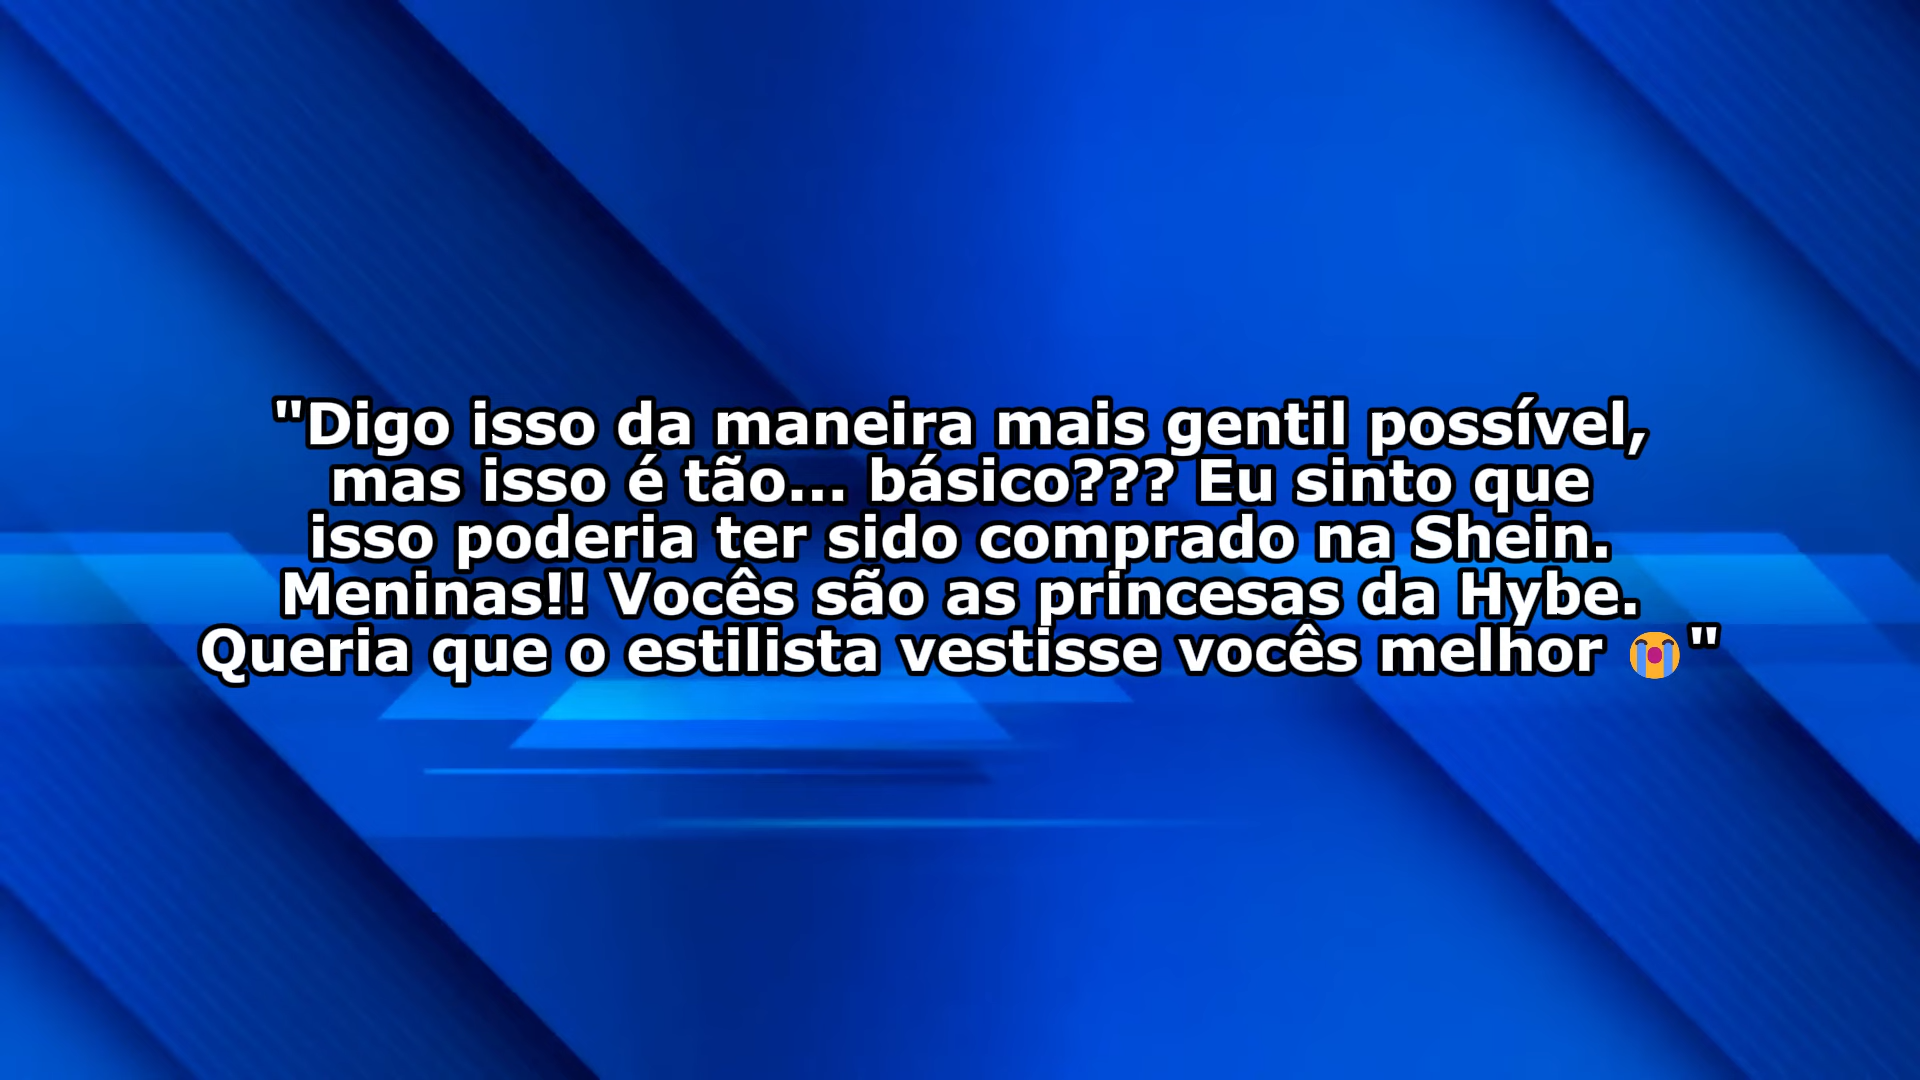 "Digo isso da maneira mais gentil possível,
mas isso é tão... básico??? Eu sinto que
isso poderia ter sido comprado na Shein.
Meninas!! Vocês são as princesas da Hybe.
Queria que o estilista vestisse vocês melhor 😭"